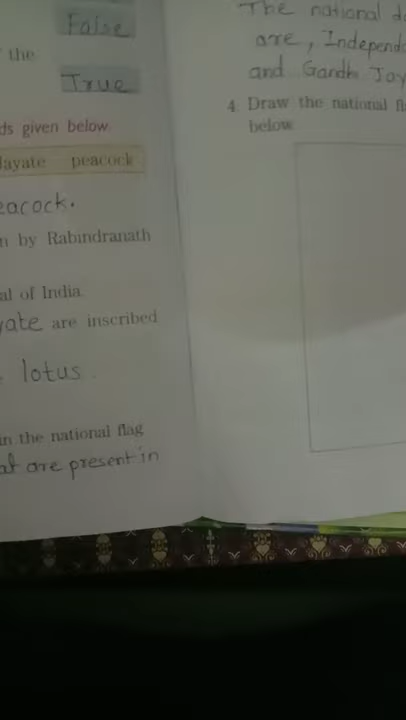 False
the
True
ds given below
layate peacock
eacock.
n by Rabindranath
al of India.
yate are inscribed
lotus
in the national flag
at are present in
The national d
are, Independ
and Gandhi Jay
4. Draw the national fl
below